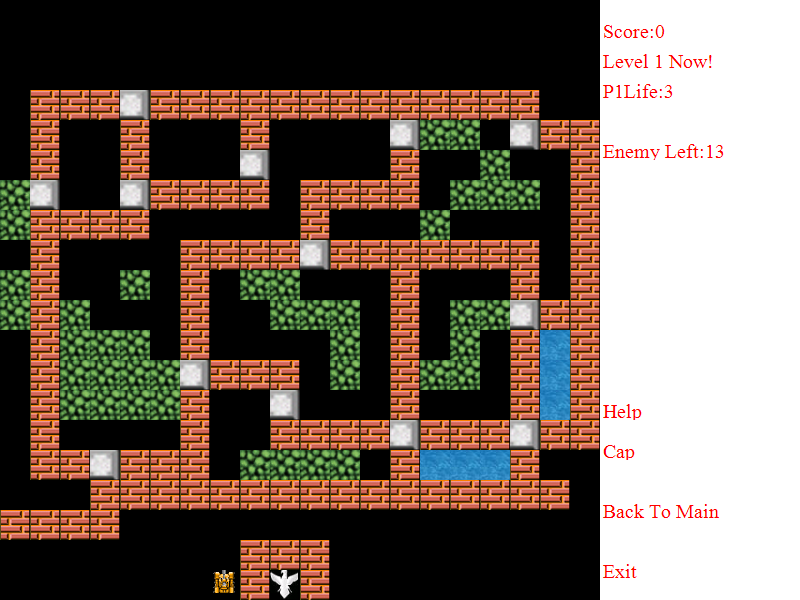 Score:0
Level 1 Now!
P1Life:3
Enemy Left:13
Help
Cap
Back To Main
Exit